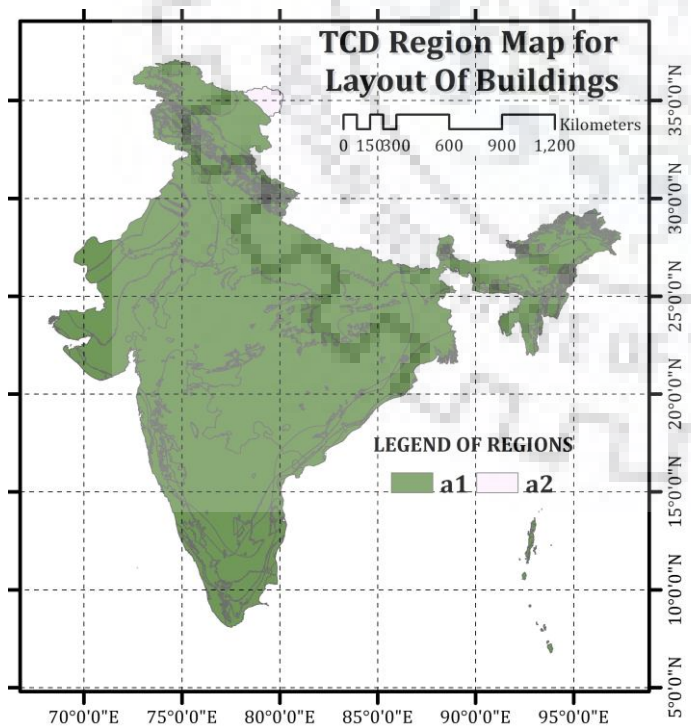 TCD Region Map for
Layout Of Buildings
Kilometers
0 150300 600 900 1,200
35°0'0"N
30°0'0"N
25°0'0"N
20°0'0"N
LEGEND OF REGIONS
a1 a2
15°0'0"N
10°0'0"N
5°0'0"N
70°0'0"E 75°0'0"E 80°0'0"E 85°0'0"E 90°0'0"E 95°0'0"E